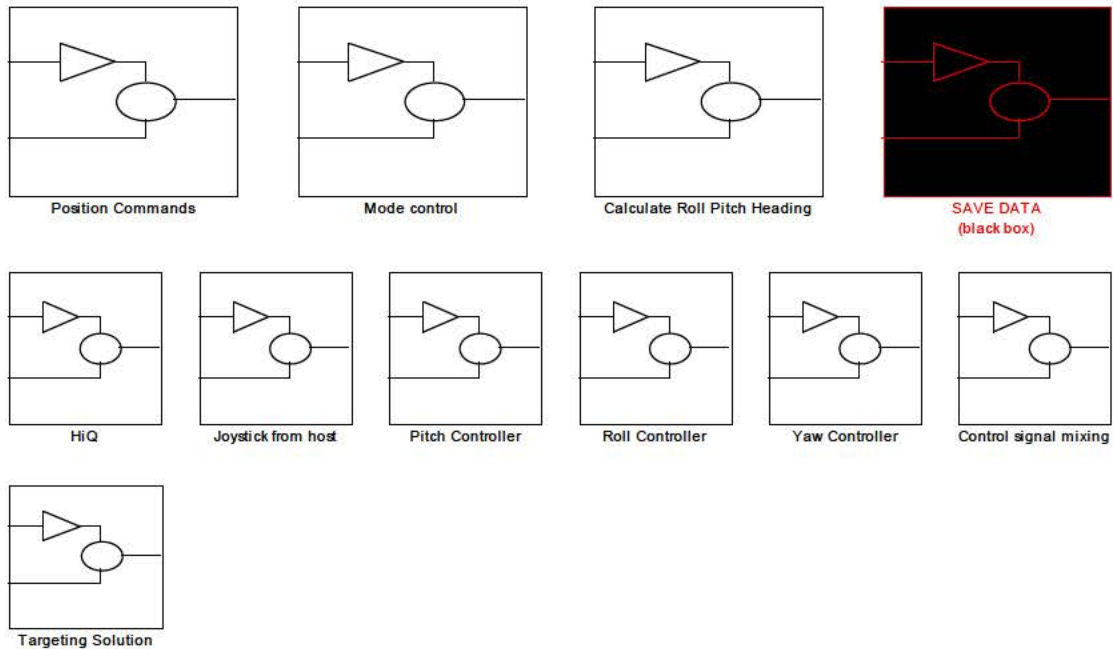 Position Commands
Mode control
Calculate Roll Pitch Heading
SAVE DATA
(black box)
HiQ
Joystick from host
Pitch Controller
Roll Controller
Yaw Controller
Control signal mixing
Targeting Solution